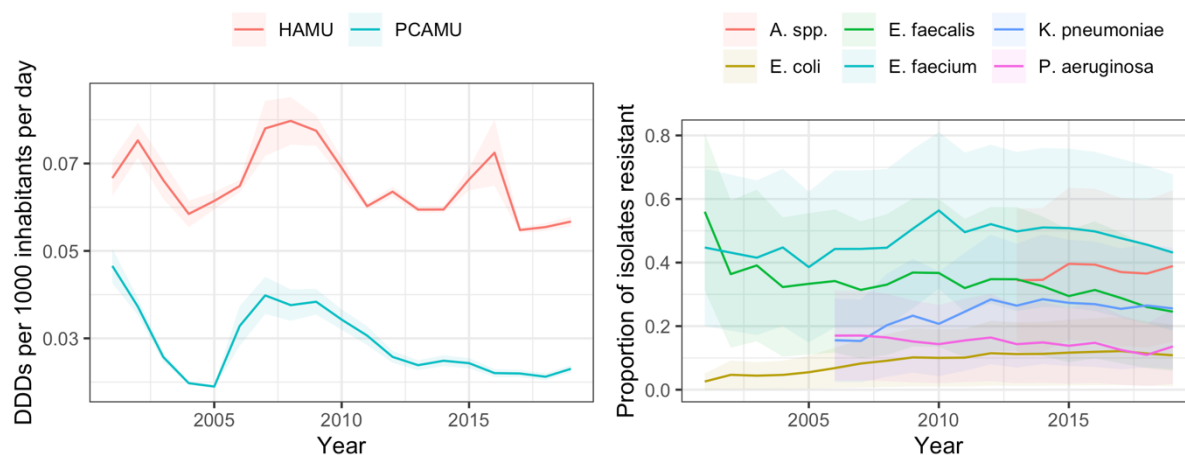 HAMU PCAMU
DDDs per 1000 inhabitants per day
0.07
0.05
0.03
2005 2010 2015
Year
A. spp. E. faecalis K. pneumoniae
E. coli E. faecium P. aeruginosa
Proportion of isolates resistant
0.8
0.6
0.4
0.2
0.0
2005 2010 2015
Year